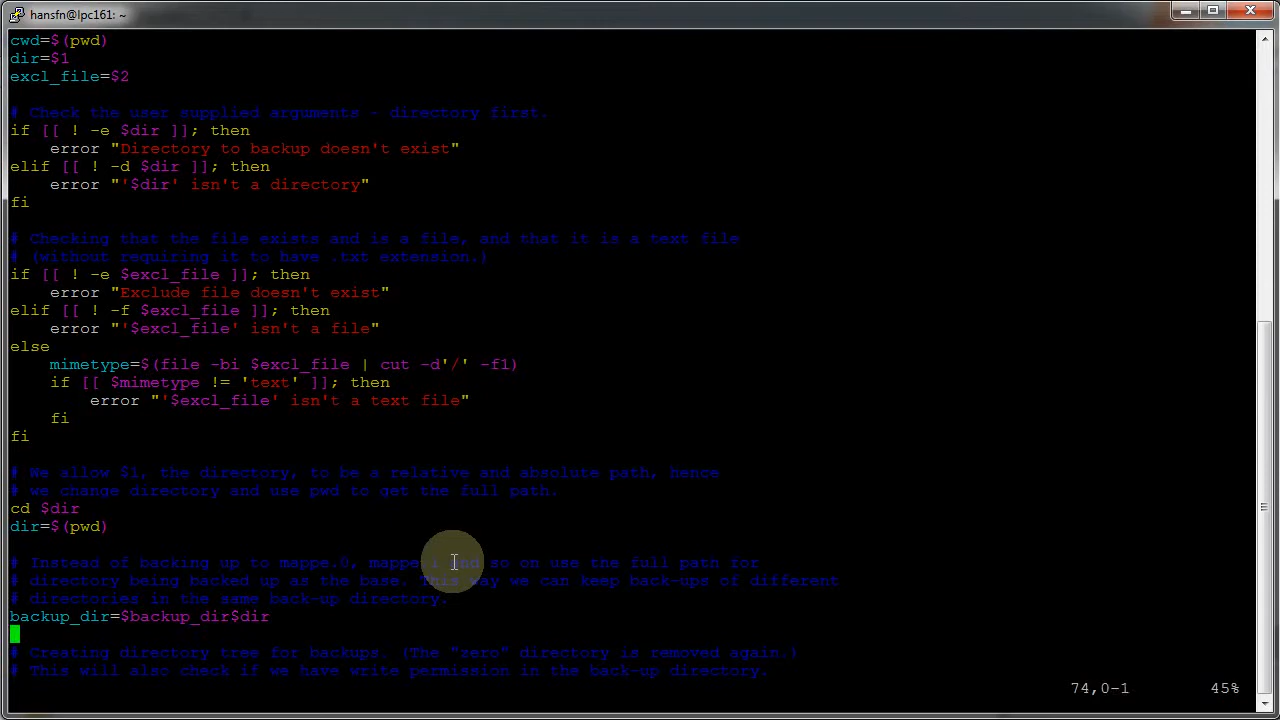 hansfn@lpc161: ~
cwd=$(pwd)
dir=$1
excl_file=$2
# Check the user supplied arguments - directory first.
if [[ ! -e $dir ]]; then
    error "Directory to backup doesn't exist"
elif [[ ! -d $dir ]]; then
    error "'$dir' isn't a directory"
fi
# Checking that the file exists and is a file, and that it is a text file
# (without requiring it to have .txt extension.)
if [[ ! -e $excl_file ]]; then
    error "Exclude file doesn't exist"
elif [[ ! -f $excl_file ]]; then
    error "'$excl_file' isn't a file"
else
    mimetype=$(file -bi $excl_file | cut -d'/' -f1)
    if [[ $mimetype != 'text' ]]; then
        error "'$excl_file' isn't a text file"
    fi
fi
# We allow $1, the directory, to be a relative and absolute path, hence
# we change directory and use pwd to get the full path.
cd $dir
dir=$(pwd)
# Instead of backing up to mappe.0, mappe.1 and so on use the full path for
# directory being backed up as the base. This way we can keep back-ups of different
# directories in the same back-up directory.
backup_dir=$backup_dir$dir
# Creating directory tree for backups. (The "zero" directory is removed again.)
# This will also check if we have write permission in the back-up directory.
74,0-1 45%